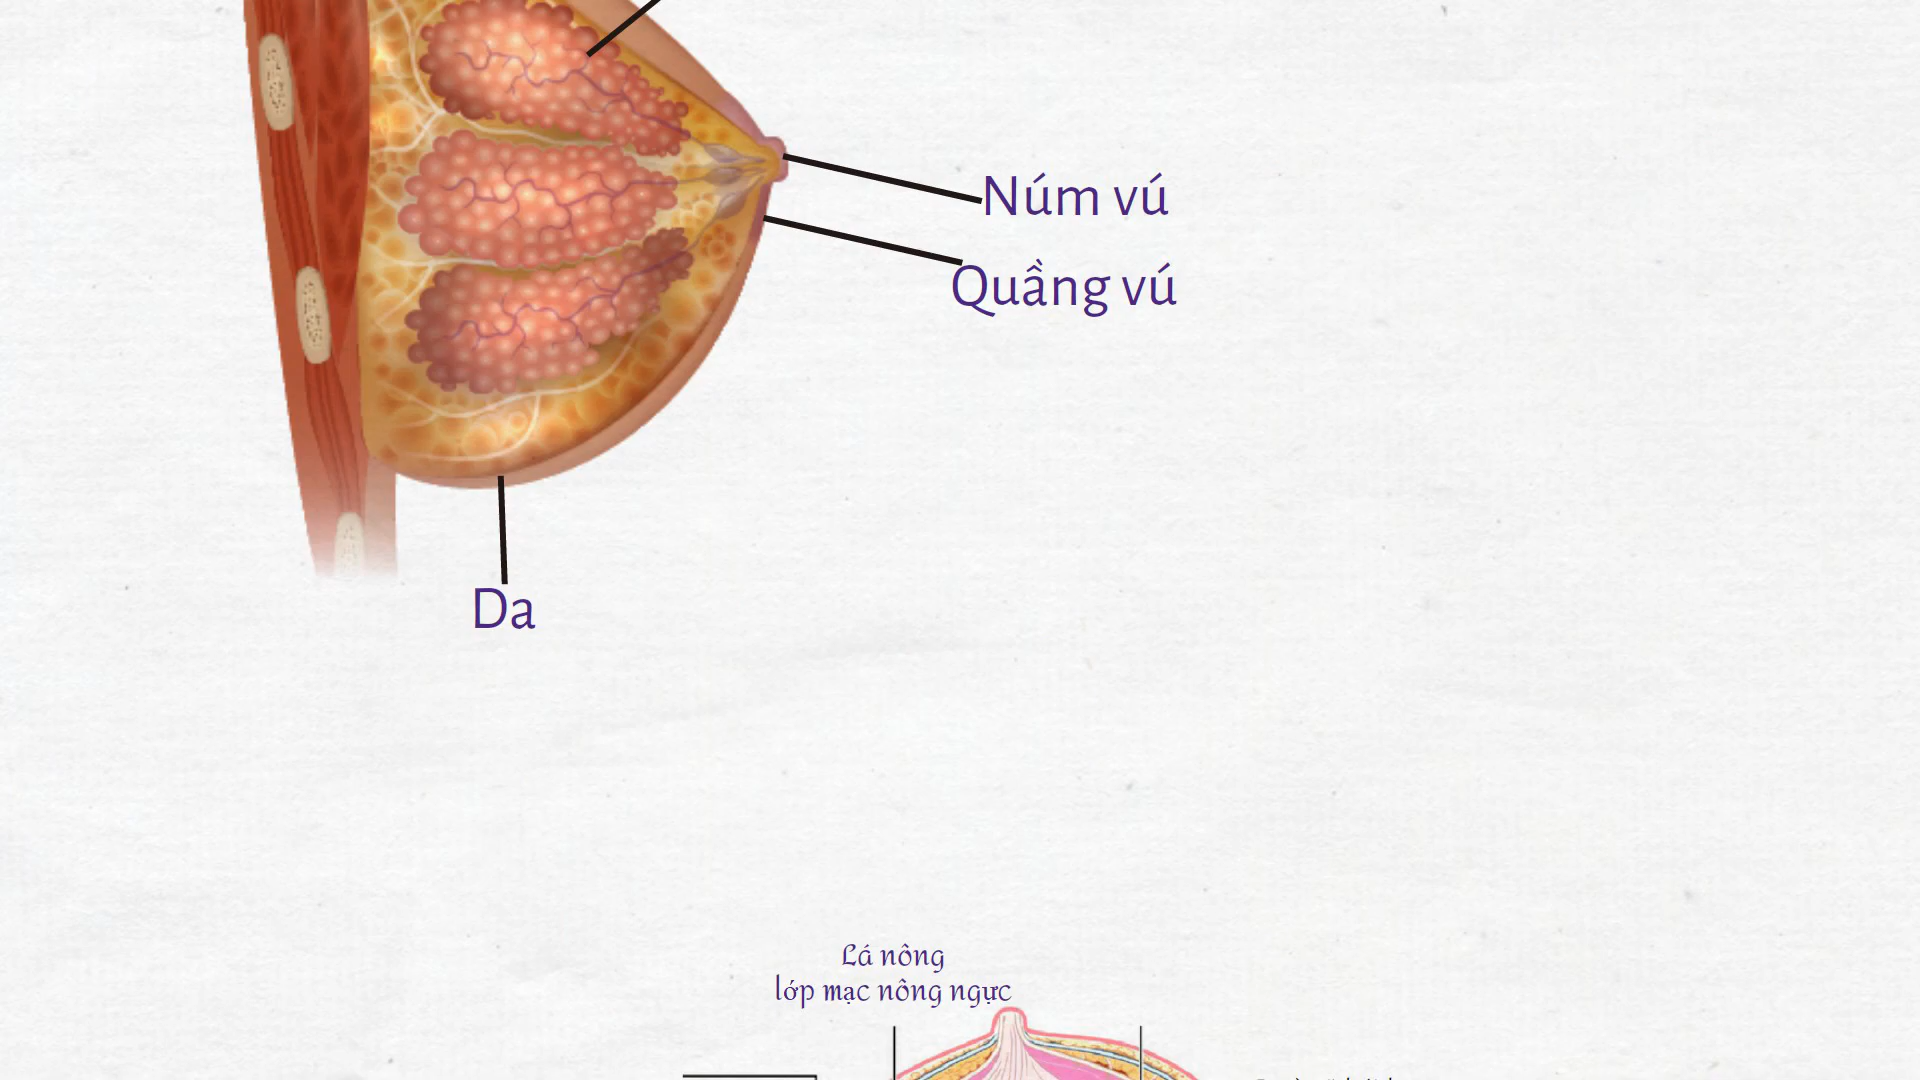 Núm vú
Quầng vú
Da
Lá nông
lớp mạc nông ngực